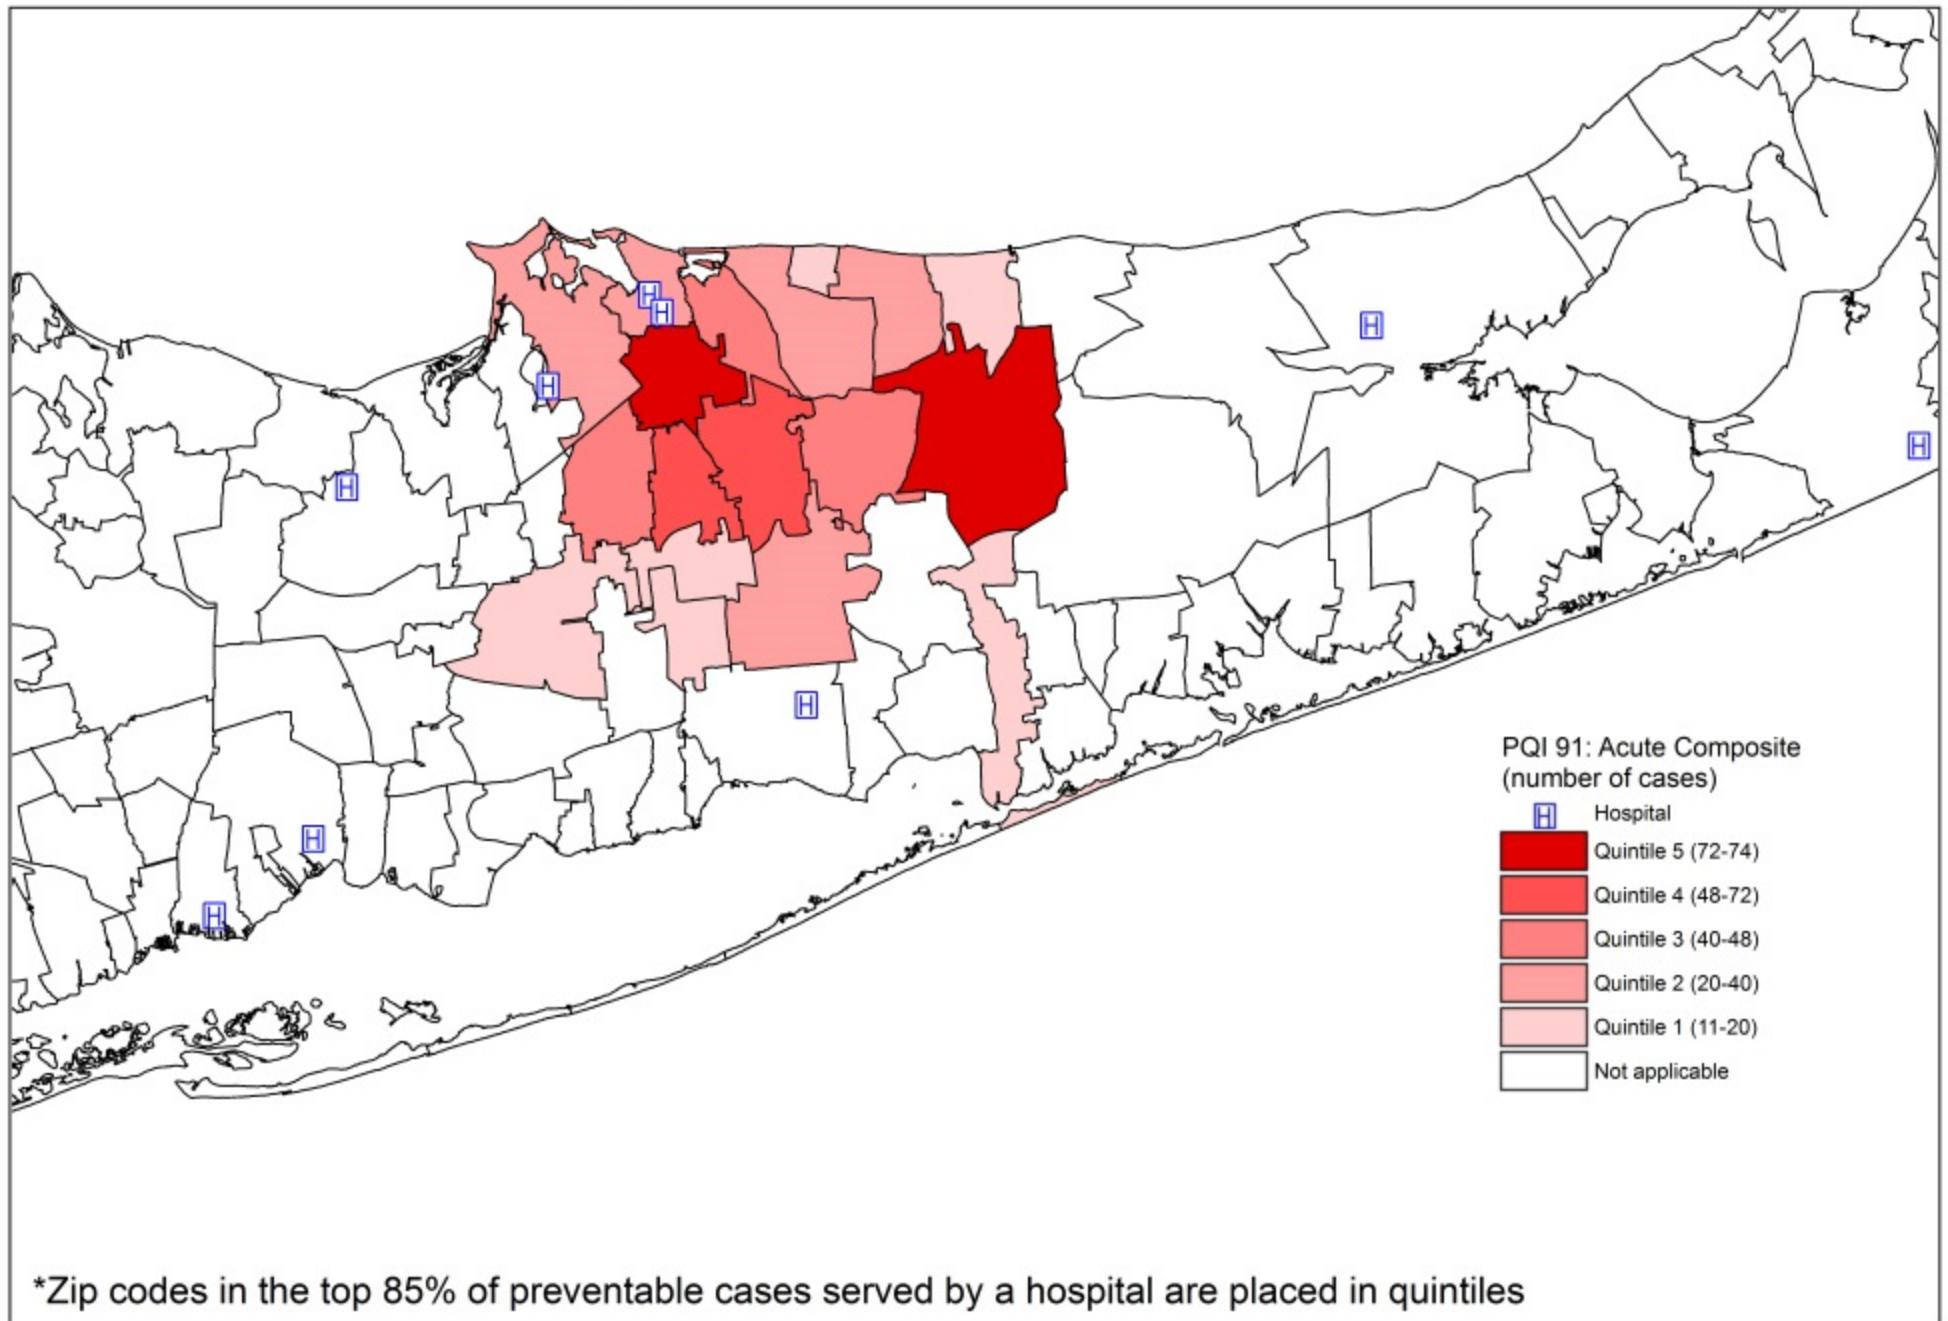 H
H
H
H
H
H
H
H
H
PQI 91: Acute Composite
(number of cases)
H Hospital
Quintile 5 (72-74)
Quintile 4 (48-72)
Quintile 3 (40-48)
Quintile 2 (20-40)
Quintile 1 (11-20)
Not applicable
*Zip codes in the top 85% of preventable cases served by a hospital are placed in quintiles